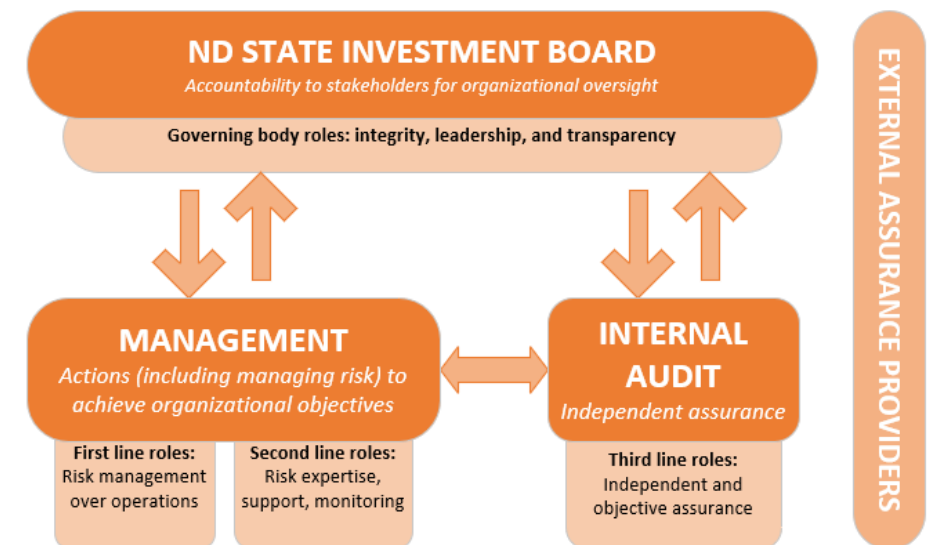 ND STATE INVESTMENT BOARD
Accountability to stakeholders for organizational oversight
Governing body roles: integrity, leadership, and transparency
MANAGEMENT
Actions (including managing risk) to
achieve organizational objectives
First line roles:
Risk management
over operations
Second line roles:
Risk expertise,
support, monitoring
INTERNAL
AUDIT
Independent assurance
Third line roles:
Independent and
objective assurance
EXTERNAL ASSURANCE PROVIDERS